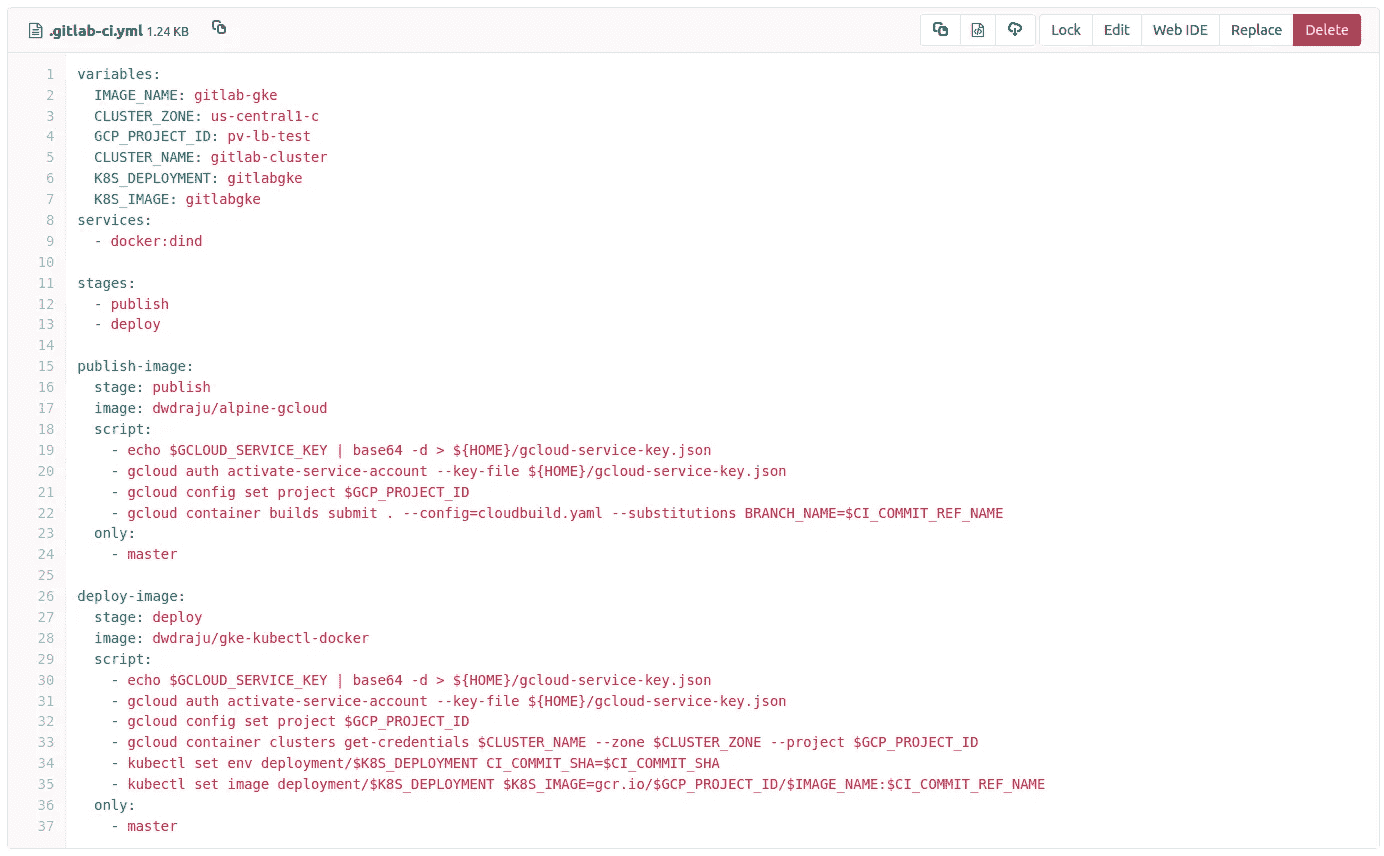 .gitlab-ci.yml 1.24 KB Lock Edit Web IDE Replace Delete
1 variables:
2   IMAGE_NAME: gitlab-gke
3   CLUSTER_ZONE: us-central1-c
4   GCP_PROJECT_ID: pv-lb-test
5   CLUSTER_NAME: gitlab-cluster
6   K8S_DEPLOYMENT: gitlabgke
7   K8S_IMAGE: gitlabgke
8 services:
9   - docker:dind
10
11 stages:
12   - publish
13   - deploy
14
15 publish-image:
16   stage: publish
17   image: dwdraju/alpine-gcloud
18   script:
19     - echo $GCLOUD_SERVICE_KEY | base64 -d > ${HOME}/gcloud-service-key.json
20     - gcloud auth activate-service-account --key-file ${HOME}/gcloud-service-key.json
21     - gcloud config set project $GCP_PROJECT_ID
22     - gcloud container builds submit . --config=cloudbuild.yaml --substitutions BRANCH_NAME=$CI_COMMIT_REF_NAME
23   only:
24     - master
25
26 deploy-image:
27   stage: deploy
28   image: dwdraju/gke-kubectl-docker
29   script:
30     - echo $GCLOUD_SERVICE_KEY | base64 -d > ${HOME}/gcloud-service-key.json
31     - gcloud auth activate-service-account --key-file ${HOME}/gcloud-service-key.json
32     - gcloud config set project $GCP_PROJECT_ID
33     - gcloud container clusters get-credentials $CLUSTER_NAME --zone $CLUSTER_ZONE --project $GCP_PROJECT_ID
34     - kubectl set env deployment/$K8S_DEPLOYMENT CI_COMMIT_SHA=$CI_COMMIT_SHA
35     - kubectl set image deployment/$K8S_DEPLOYMENT $K8S_IMAGE=gcr.io/$GCP_PROJECT_ID/$IMAGE_NAME:$CI_COMMIT_REF_NAME
36   only:
37     - master